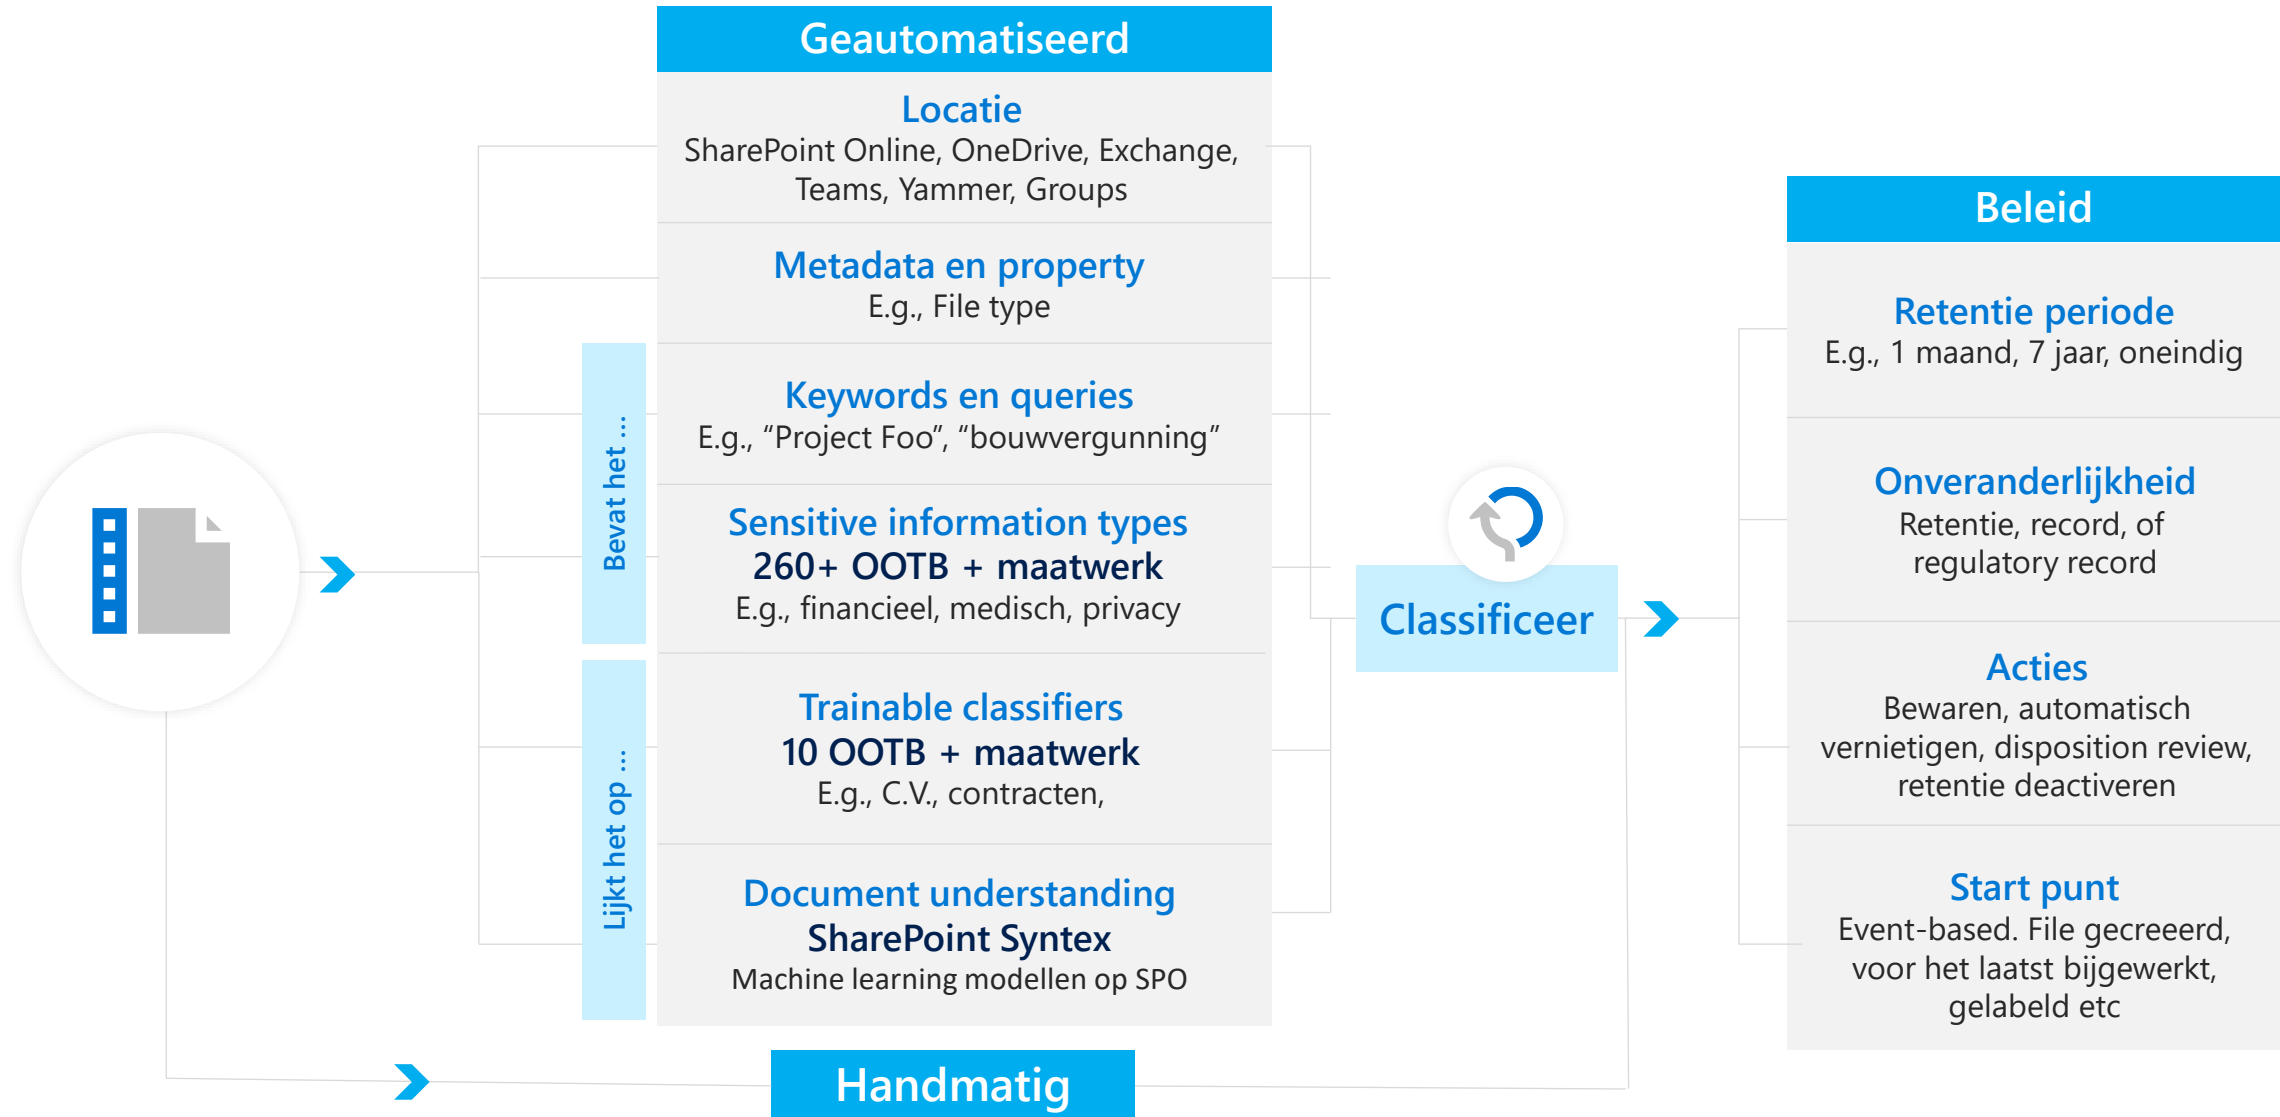 Geautomatiseerd
Locatie
SharePoint Online, OneDrive, Exchange,
Teams, Yammer, Groups
Metadata en property
E.g., File type
Bevat het ...
Keywords en queries
E.g., “Project Foo”, “bouwvergunning”
Sensitive information types
260+ OOTB + maatwerk
E.g., financieel, medisch, privacy
Lijkt het op ...
Trainable classifiers
10 OOTB + maatwerk
E.g., C.V., contracten,
Document understanding
SharePoint Syntex
Machine learning modellen op SPO
Handmatig
Classificeer
Beleid
Retentie periode
E.g., 1 maand, 7 jaar, oneindig
Onveranderlijkheid
Retentie, record, of
regulatory record
Acties
Bewaren, automatisch
vernietigen, disposition review,
retentie deactiveren
Start punt
Event-based. File gecreeerd,
voor het laatst bijgewerkt,
gelabeld etc